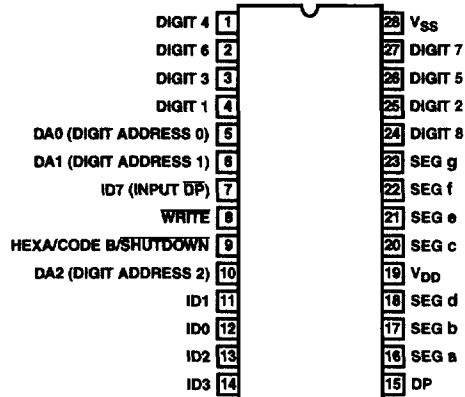 DIGIT 4 1 28 VSS
DIGIT 6 2 27 DIGIT 7
DIGIT 3 3 26 DIGIT 5
DIGIT 1 4 25 DIGIT 2
DA0 (DIGIT ADDRESS 0) 5 24 DIGIT 8
DA1 (DIGIT ADDRESS 1) 6 23 SEG g
ID7 (INPUT D̅P̅) 7 22 SEG f
W̅R̅I̅T̅E̅ 8 21 SEG e
HEXA/CODE B/S̅H̅U̅T̅D̅O̅W̅N̅ 9 20 SEG c
DA2 (DIGIT ADDRESS 2) 10 19 VDD
ID1 11 18 SEG d
ID0 12 17 SEG b
ID2 13 16 SEG a
ID3 14 15 DP